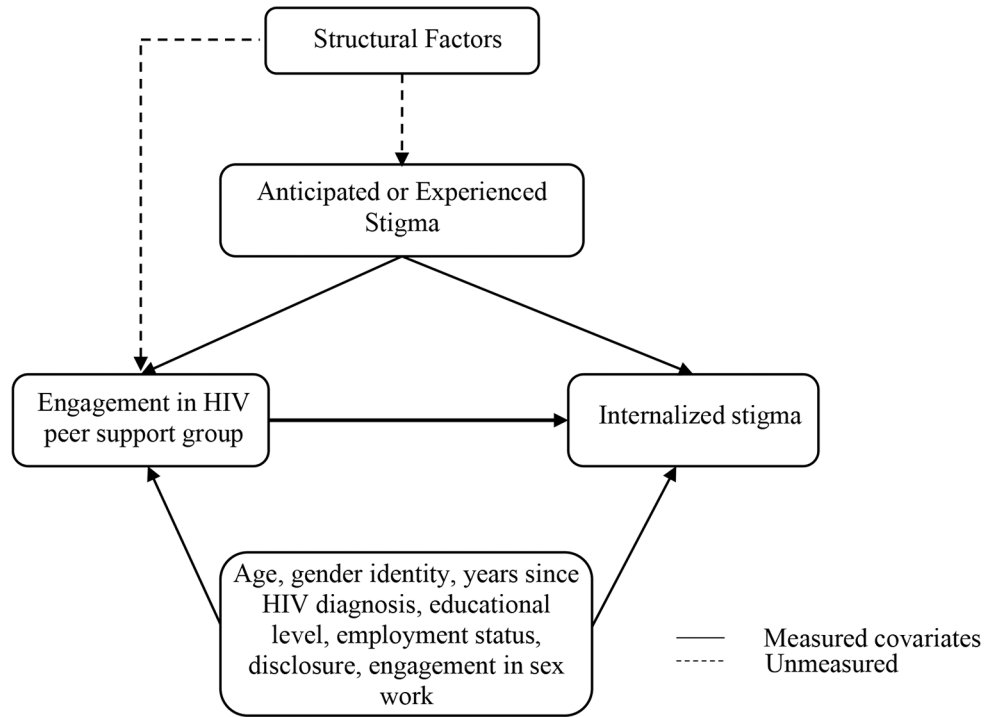 Structural Factors
Anticipated or Experienced
Stigma
Engagement in HIV
peer support group
Internalized stigma
Age, gender identity, years since
HIV diagnosis, educational
level, employment status,
disclosure, engagement in sex
work
Measured covariates
Unmeasured